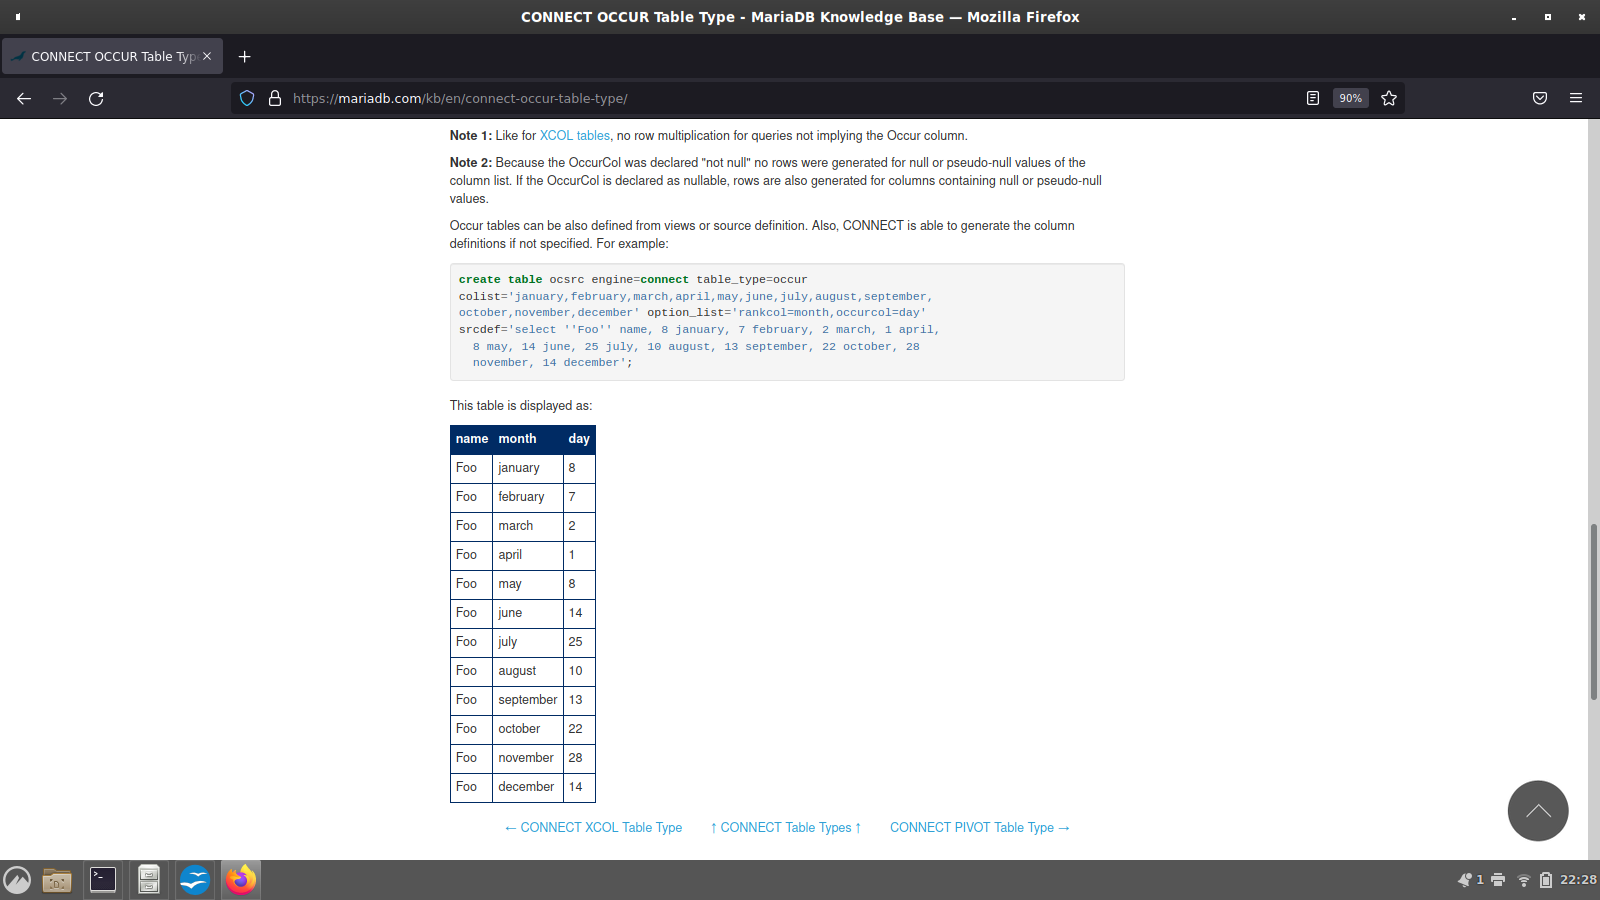 CONNECT OCCUR Table Type - MariaDB Knowledge Base — Mozilla Firefox
CONNECT OCCUR Table Typ
https://mariadb.com/kb/en/connect-occur-table-type/
90%
Note 1: Like for XCOL tables, no row multiplication for queries not implying the Occur column.
Note 2: Because the OccurCol was declared "not null" no rows were generated for null or pseudo-null values of the
column list. If the OccurCol is declared as nullable, rows are also generated for columns containing null or pseudo-null
values.
Occur tables can be also defined from views or source definition. Also, CONNECT is able to generate the column
definitions if not specified. For example:
create table ocsrc engine=connect table_type=occur
colist='january,february,march,april,may,june,july,august,september,
october,november,december' option_list='rankcol=month,occurcol=day'
srcdef='select ''Foo'' name, 8 january, 7 february, 2 march, 1 april,
8 may, 14 june, 25 july, 10 august, 13 september, 22 october, 28
november, 14 december';
This table is displayed as:
name month day
Foo january 8
Foo february 7
Foo march 2
Foo april 1
Foo may 8
Foo june 14
Foo july 25
Foo august 10
Foo september 13
Foo october 22
Foo november 28
Foo december 14
← CONNECT XCOL Table Type ↑ CONNECT Table Types ↑ CONNECT PIVOT Table Type →
1 22:28